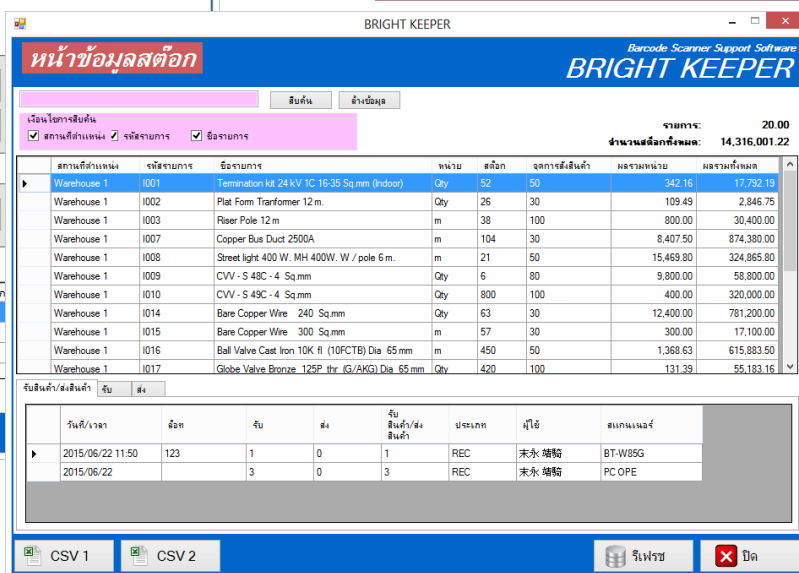 BRIGHT KEEPER
หน้าข้อมูลสต๊อก
Barcode Scanner Support Software
BRIGHT KEEPER
สืบค้น ล้างข้อมูล
เงื่อนไขการสืบค้น
สถานที่ตำแหน่ง รหัสรายการ ชื่อรายการ
รายการ: 20.00
จำนวนสต็อกทั้งหมด: 14,316,001.22
สถานที่ตำแหน่ง รหัสรายการ ชื่อรายการ หน่วย สต็อก จุดการสั่งสินค้า ผลรวมหน่วย ผลรวมทั้งหมด
Warehouse 1 I001 Termination kit 24 kV 1C 16-35 Sq.mm (Indoor) Qty 52 50 342.16 17,792.19
Warehouse 1 I002 Plat Form Tranformer 12 m. Qty 26 30 109.49 2,846.75
Warehouse 1 I003 Riser Pole 12 m m 38 100 800.00 30,400.00
Warehouse 1 I007 Copper Bus Duct 2500A m 104 30 8,407.50 874,380.00
Warehouse 1 I008 Street light 400 W. MH 400W. W / pole 6 m. m 21 50 15,469.80 324,865.80
Warehouse 1 I009 CVV - S 48C - 4 Sq.mm Qty 6 80 9,800.00 58,800.00
Warehouse 1 I010 CVV - S 49C - 4 Sq.mm Qty 800 100 400.00 320,000.00
Warehouse 1 I014 Bare Copper Wire 240 Sq.mm Qty 63 30 12,400.00 781,200.00
Warehouse 1 I015 Bare Copper Wire 300 Sq.mm m 57 30 300.00 17,100.00
Warehouse 1 I016 Ball Valve Cast Iron 10K fl (10FCTB) Dia 65 mm m 450 50 1,368.63 615,883.50
Warehouse 1 I017 Globe Valve Bronze 125P thr (G/AKG) Dia 65 mm Qty 420 100 131.39 55,183.16
รับสินค้า/ส่งสินค้า รับ ส่ง
วันที่/เวลา ล๊อท รับ ส่ง รับสินค้า/ส่งสินค้า ประเภท ผู้ใช้ สแกนเนอร์
2015/06/22 11:50 123 1 0 1 REC 末永 靖騎 BT-W85G
2015/06/22 3 0 3 REC 末永 靖騎 PC OPE
CSV 1 CSV 2 รีเฟรช ปิด